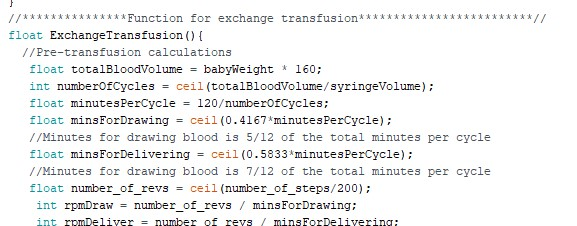 }
//***************Function for exchange transfusion*************************//
float ExchangeTransfusion(){
//Pre-transfusion calculations
float totalBloodVolume = babyWeight * 160;
int numberOfCycles = ceil(totalBloodVolume/syringeVolume);
float minutesPerCycle = 120/numberOfCycles;
float minsForDrawing = ceil(0.4167*minutesPerCycle);
//Minutes for drawing blood is 5/12 of the total minutes per cycle
float minsForDelivering = ceil(0.5833*minutesPerCycle);
//Minutes for drawing blood is 7/12 of the total minutes per cycle
float number_of_revs = ceil(number_of_steps/200);
int rpmDraw = number_of_revs / minsForDrawing;
int rpmDeliver = number_of_revs / minsForDelivering;